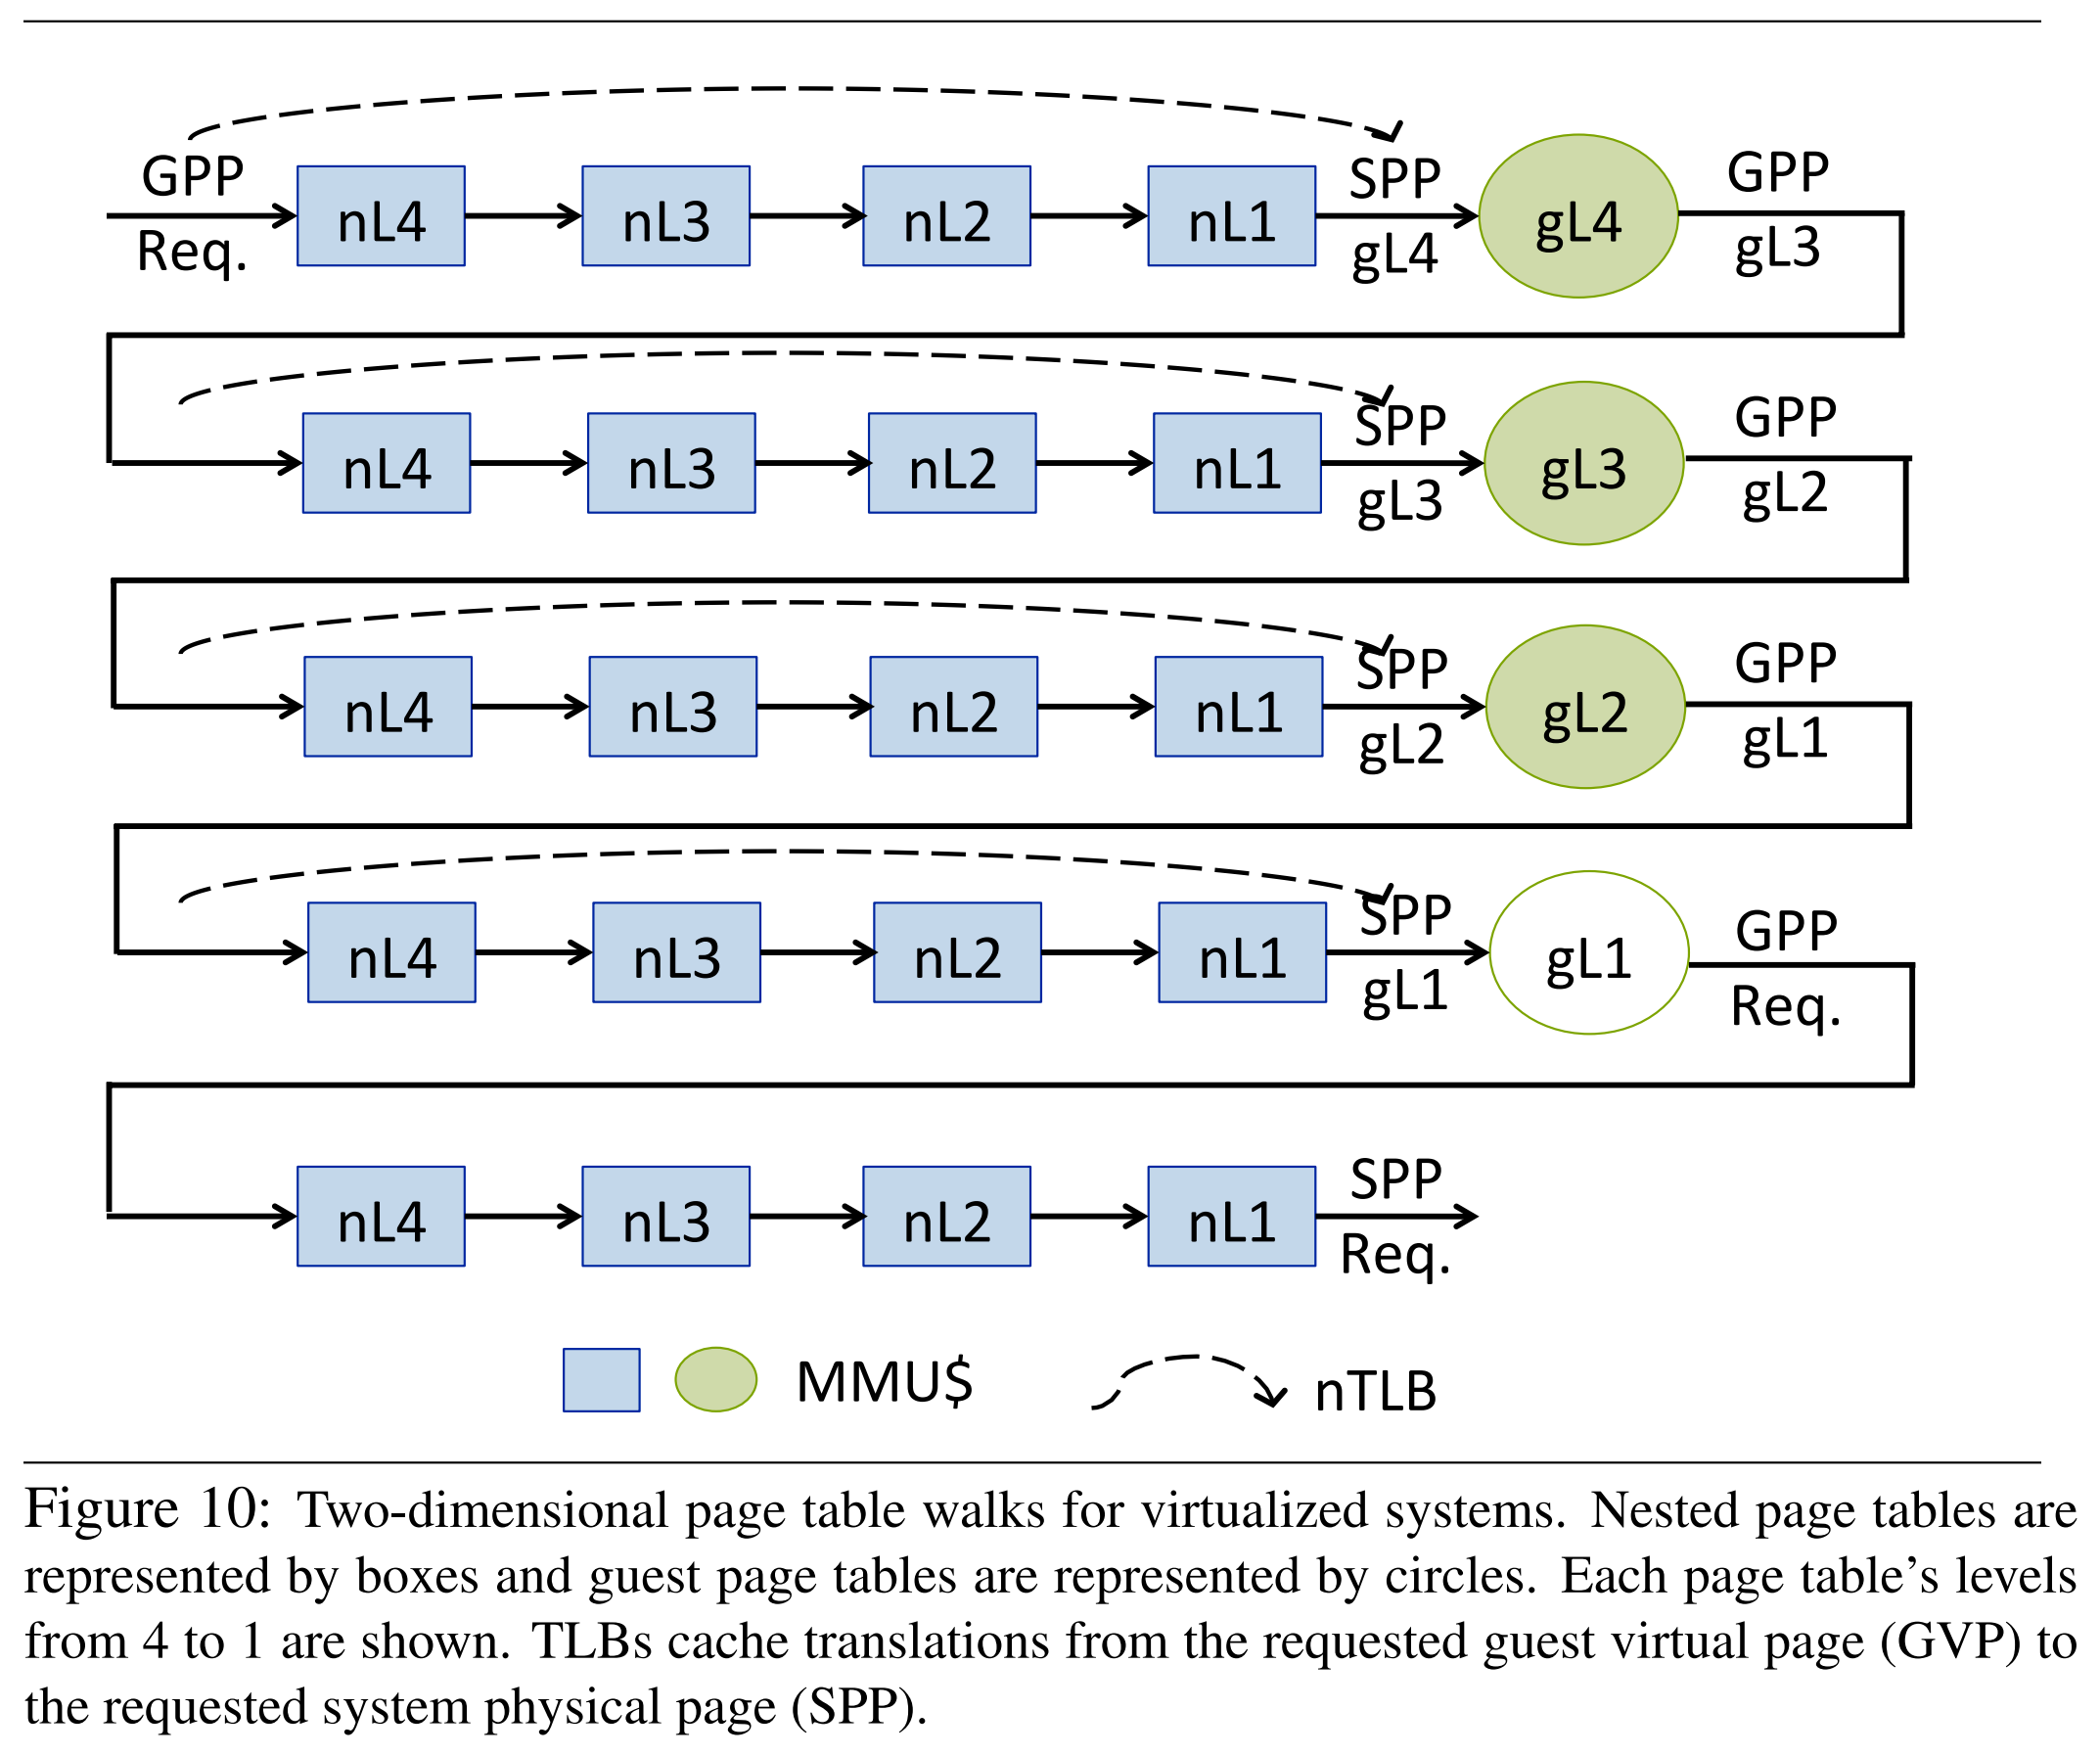 GPP
Req.
nL4 nL3 nL2 nL1
SPP
gL4
gL4
GPP
gL3
nL4 nL3 nL2 nL1
SPP
gL3
gL3
GPP
gL2
nL4 nL3 nL2 nL1
SPP
gL2
gL2
GPP
gL1
nL4 nL3 nL2 nL1
SPP
gL1
gL1
GPP
Req.
nL4 nL3 nL2 nL1
SPP
Req.
MMU$ nTLB
Figure 10: Two-dimensional page table walks for virtualized systems. Nested page tables are
represented by boxes and guest page tables are represented by circles. Each page table's levels
from 4 to 1 are shown. TLBs cache translations from the requested guest virtual page (GVP) to
the requested system physical page (SPP).